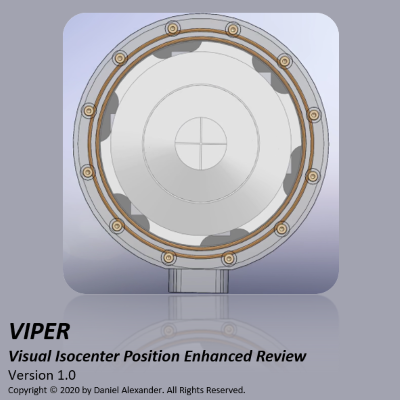 VIPER
Visual Isocenter Position Enhanced Review
Version 1.0
Copyright © 2020 by Daniel Alexander. All Rights Reserved.